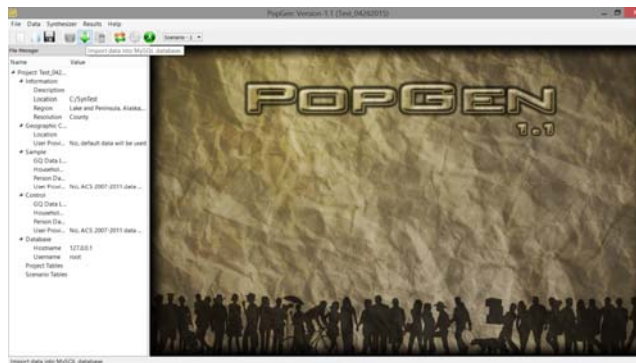 PopGen: Version-1.1 (Test_04282015)
File Data Synthesizer Results Help
Scenario - 1
Import data into MySQL database.
File Manager
Name Value
Project Test_042...
Information
Description
Location C:/SynTest
Region Lake and Peninsula, Alaska...
Resolution County
Geographic C...
Location
User Provi... No, default data will be used
Sample
GQ Data L...
Househol...
Person Da...
User Provi... No, ACS 2007-2011 data ...
Control
GQ Data L...
Househol...
Person Da...
User Provi... No, ACS 2007-2011 data ...
Database
Hostname 127.0.0.1
Username root
Project Tables
Scenario Tables
POPGEN
1.1
Import data into MySQL database.